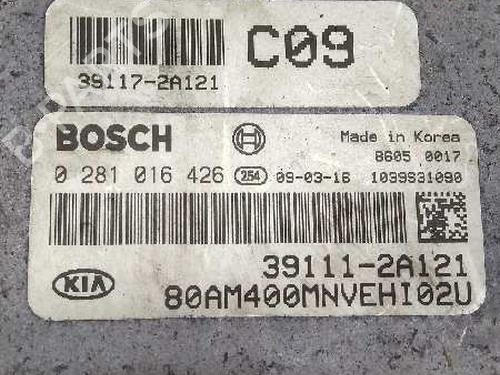 C09
39117-2A121
BOSCH
Made in Korea
8605 0017
0 281 016 426 254 09-03-16 1039S31090
39111-2A121
KIA
80AM400MNVEHI02U